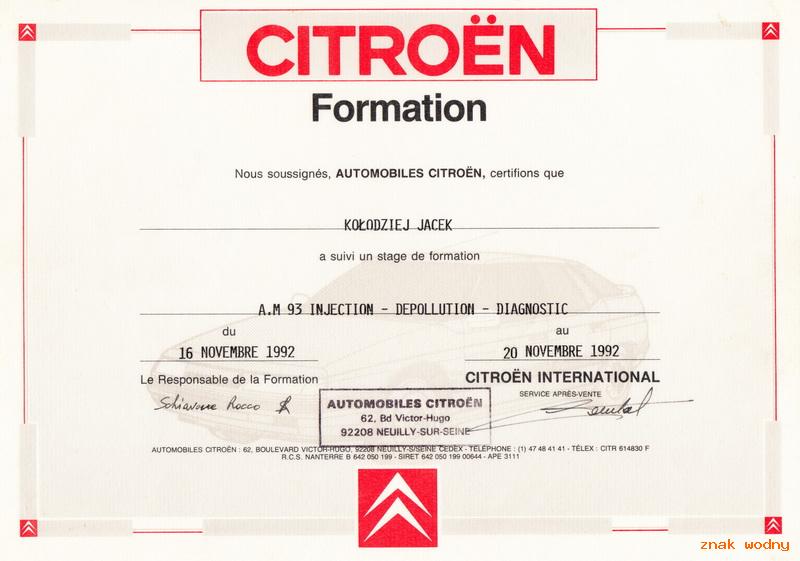 CITROËN
Formation
Nous soussignés, AUTOMOBILES CITROËN, certifions que
KOŁODZIEJ JACEK
a suivi un stage de formation
A.M 93 INJECTION - DEPOLLUTION - DIAGNOSTIC
du
au
16 NOVEMBRE 1992
20 NOVEMBRE 1992
Le Responsable de la Formation
CITROËN INTERNATIONAL
SERVICE APRÈS-VENTE
Schiavone Rocco
AUTOMOBILES CITROËN
62, Bd Victor-Hugo
92208 NEUILLY-SUR-SEINE
AUTOMOBILES CITROËN : 62, BOULEVARD VICTOR-HUGO, 92208 NEUILLY-S/SEINE CEDEX - TÉLÉPHONE : (1) 47 48 41 41 - TÉLEX : CITR 614830 F
R.C.S. NANTERRE B 642 050 199 - SIRET 642 050 199 00644 - APE 3111
znak wodny